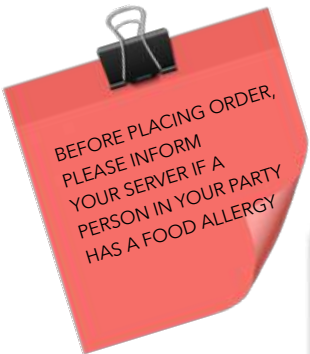 BEFORE PLACING ORDER,
PLEASE INFORM
YOUR SERVER IF A
PERSON IN YOUR PARTY
HAS A FOOD ALLERGY